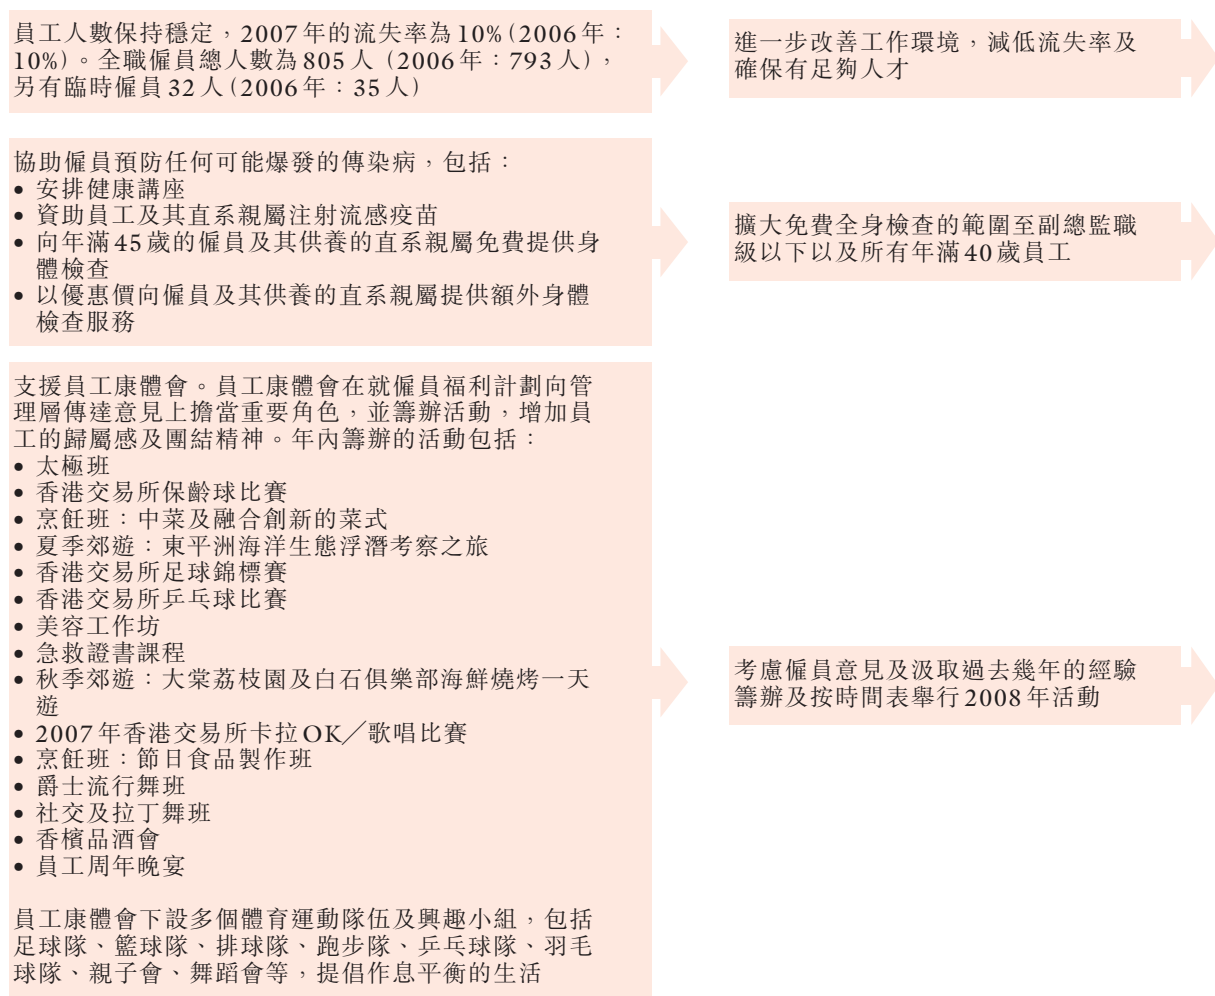 員工人數保持穩定，2007年的流失率為10%(2006年：
10%)。全職僱員總人數為805人 (2006年：793人)，
另有臨時僱員32人(2006年：35人)
進一步改善工作環境，減低流失率及
確保有足夠人才
協助僱員預防任何可能爆發的傳染病，包括：
• 安排健康講座
• 資助員工及其直系親屬注射流感疫苗
• 向年滿45歲的僱員及其供養的直系親屬免費提供身
體檢查
• 以優惠價向僱員及其供養的直系親屬提供額外身體
檢查服務
擴大免費全身檢查的範圍至副總監職
級以下以及所有年滿40歲員工
支援員工康體會。員工康體會在就僱員福利計劃向管
理層傳達意見上擔當重要角色，並籌辦活動，增加員
工的歸屬感及團結精神。年內籌辦的活動包括：
• 太極班
• 香港交易所保齡球比賽
• 烹飪班：中菜及融合創新的菜式
• 夏季郊遊：東平洲海洋生態浮潛考察之旅
• 香港交易所足球錦標賽
• 香港交易所乒乓球比賽
• 美容工作坊
• 急救證書課程
• 秋季郊遊：大棠荔枝園及白石俱樂部海鮮燒烤一天
遊
• 2007年香港交易所卡拉OK╱歌唱比賽
• 烹飪班：節日食品製作班
• 爵士流行舞班
• 社交及拉丁舞班
• 香檳品酒會
• 員工周年晚宴
員工康體會下設多個體育運動隊伍及興趣小組，包括
足球隊、籃球隊、排球隊、跑步隊、乒乓球隊、羽毛
球隊、親子會、舞蹈會等，提倡作息平衡的生活
考慮僱員意見及汲取過去幾年的經驗
籌辦及按時間表舉行2008年活動